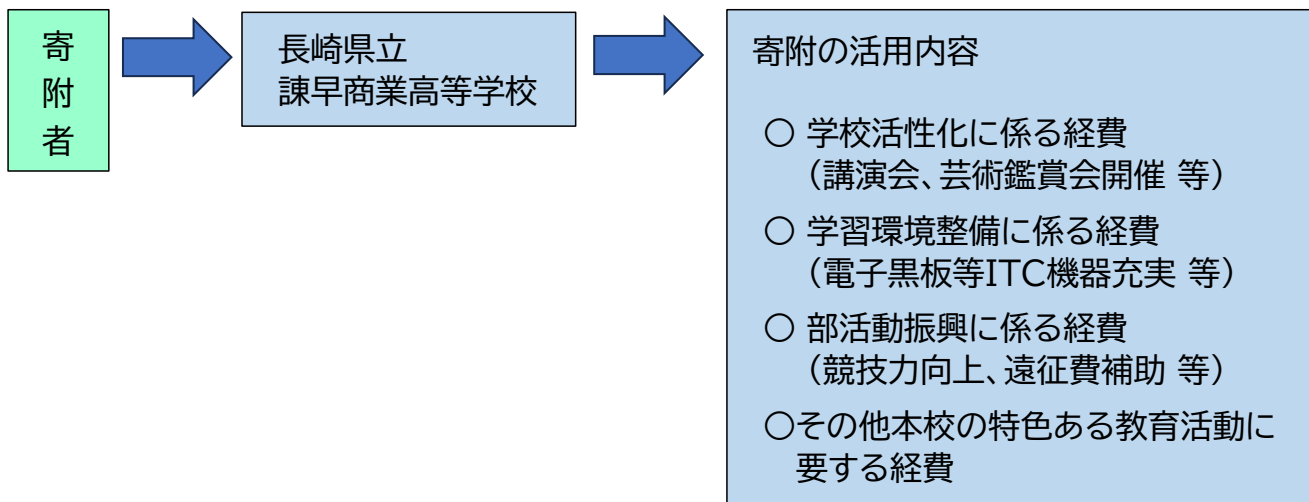 寄附者
長崎県立
諫早商業高等学校
寄附の活用内容
○ 学校活性化に係る経費
（講演会、芸術鑑賞会開催 等）
○ 学習環境整備に係る経費
（電子黒板等ITC機器充実 等）
○ 部活動振興に係る経費
（競技力向上、遠征費補助 等）
○その他本校の特色ある教育活動に
要する経費